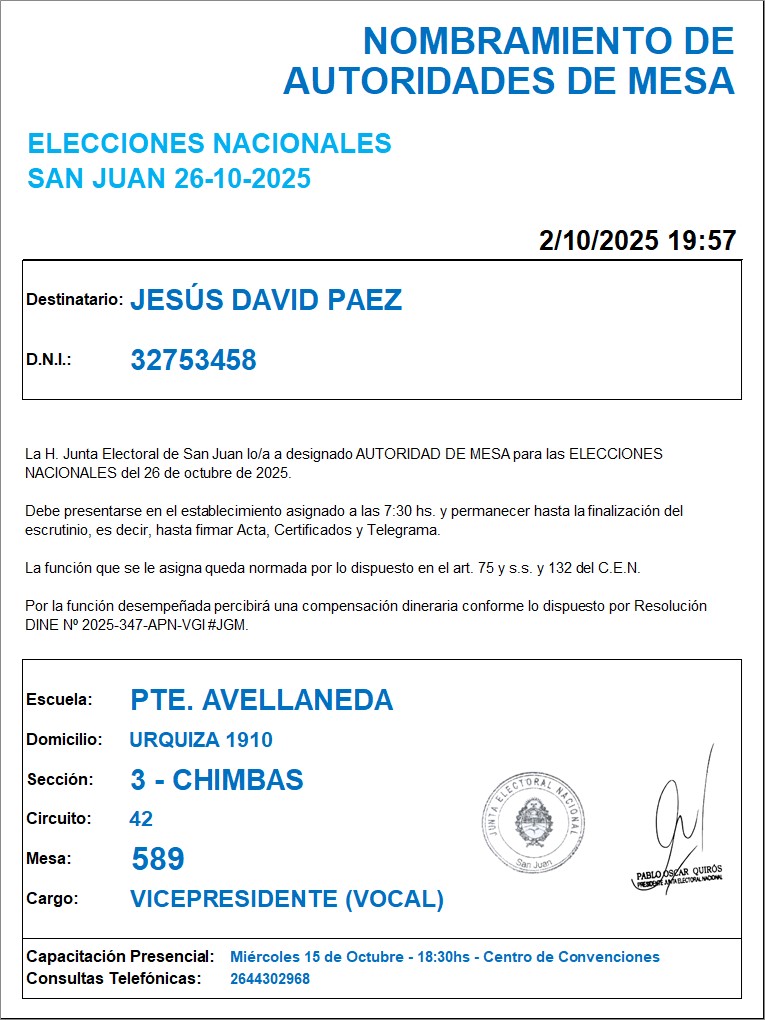 NOMBRAMIENTO DE
AUTORIDADES DE MESA
ELECCIONES NACIONALES
SAN JUAN 26-10-2025
2/10/2025 19:57
Destinatario: JESÚS DAVID PAEZ
D.N.I.: 32753458
La H. Junta Electoral de San Juan lo/a a designado AUTORIDAD DE MESA para las ELECCIONES
NACIONALES del 26 de octubre de 2025.
Debe presentarse en el establecimiento asignado a las 7:30 hs. y permanecer hasta la finalización del
escrutinio, es decir, hasta firmar Acta, Certificados y Telegrama.
La función que se le asigna queda normada por lo dispuesto en el art. 75 y s.s. y 132 del C.E.N.
Por la función desempeñada percibirá una compensación dineraria conforme lo dispuesto por Resolución
DINE Nº 2025-347-APN-VGI#JGM.
Escuela: PTE. AVELLANEDA
Domicilio: URQUIZA 1910
Sección: 3 - CHIMBAS
Circuito: 42
Mesa: 589
Cargo: VICEPRESIDENTE (VOCAL)
JUNTA ELECTORAL NACIONAL
San Juan
PABLO OSCAR QUIRÓS
PRESIDENTE JUNTA ELECTORAL NACIONAL
Capacitación Presencial: Miércoles 15 de Octubre - 18:30hs - Centro de Convenciones
Consultas Telefónicas: 2644302968